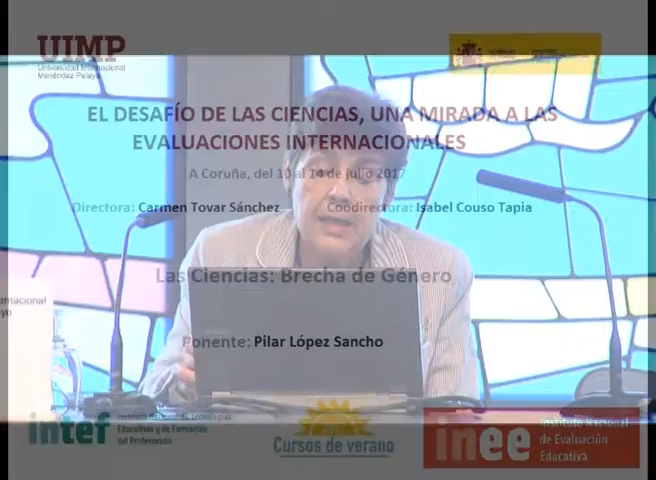 UIMP
Universidad Internacional
Menéndez Pelayo
EL DESAFÍO DE LAS CIENCIAS, UNA MIRADA A LAS
EVALUACIONES INTERNACIONALES
A Coruña, del 10 al 14 de julio 2017
Directora: Carmen Tovar Sánchez
Coodirectora: Isabel Couso Tapia
Las Ciencias: Brecha de Género
Ponente: Pilar López Sancho
intef
Instituto Nacional de Tecnologías
Educativas y de Formación
del Profesorado
Cursos de verano
inee
Instituto Nacional
de Evaluación
Educativa